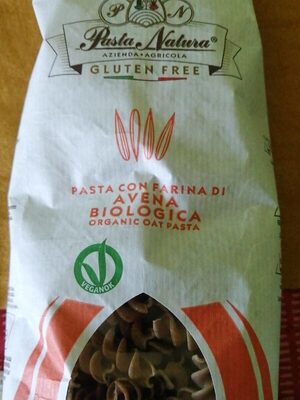 P N
Pasta Natura®
AZIENDA • AGRICOLA
GLUTEN FREE
PASTA CON FARINA DI
AVENA
BIOLOGICA
ORGANIC OAT PASTA
VEGANOK